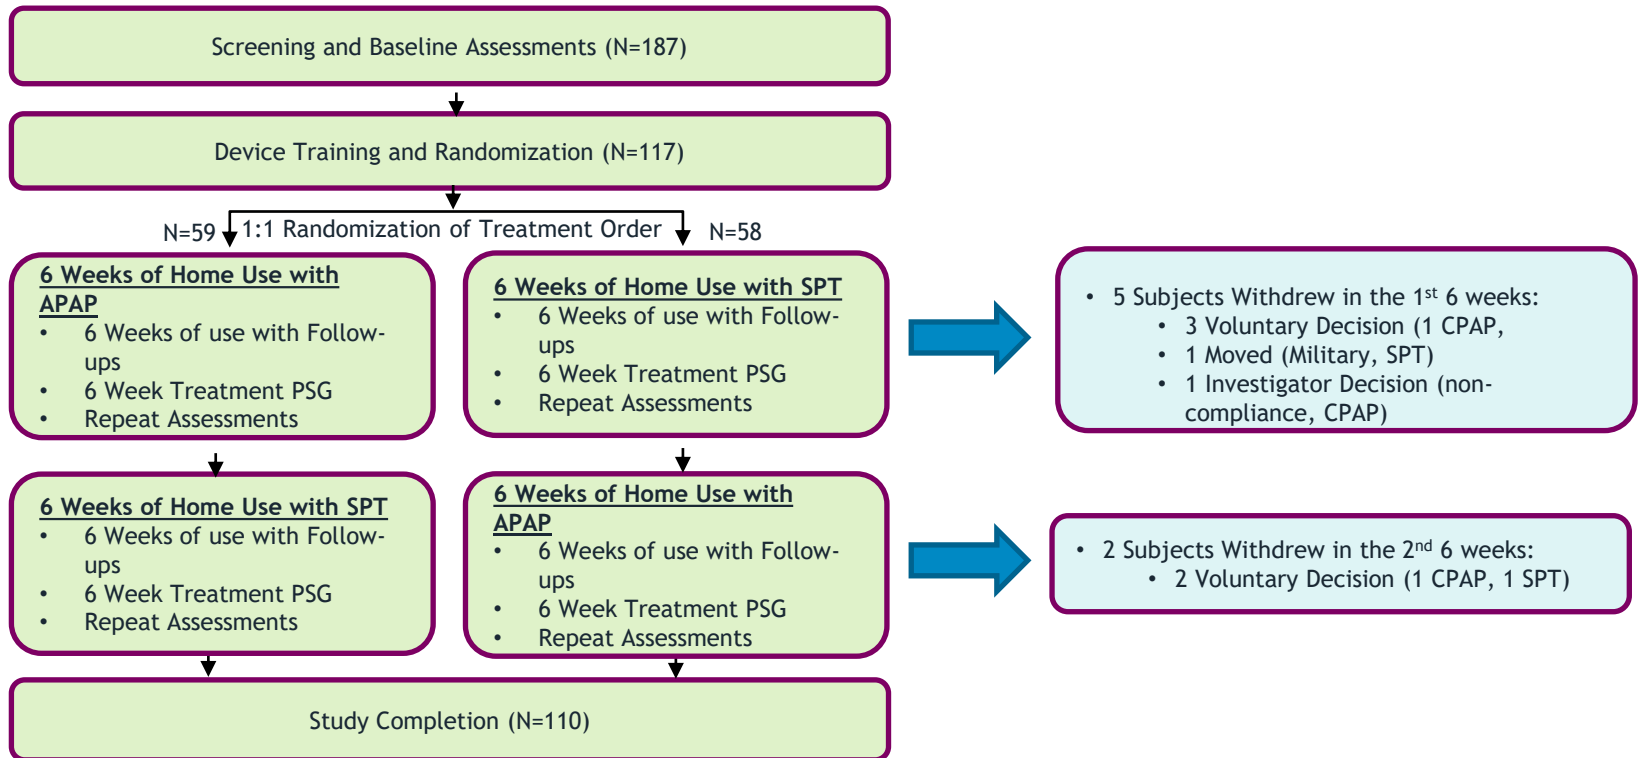 Screening and Baseline Assessments (N=187)
Device Training and Randomization (N=117)
N=59 1:1 Randomization of Treatment Order N=58
6 Weeks of Home Use with
APAP
• 6 Weeks of use with Follow-
ups
• 6 Week Treatment PSG
• Repeat Assessments
6 Weeks of Home Use with SPT
• 6 Weeks of use with Follow-
ups
• 6 Week Treatment PSG
• Repeat Assessments
• 5 Subjects Withdrew in the 1st 6 weeks:
• 3 Voluntary Decision (1 CPAP,
• 1 Moved (Military, SPT)
• 1 Investigator Decision (non-
compliance, CPAP)
6 Weeks of Home Use with SPT
• 6 Weeks of use with Follow-
ups
• 6 Week Treatment PSG
• Repeat Assessments
6 Weeks of Home Use with
APAP
• 6 Weeks of use with Follow-
ups
• 6 Week Treatment PSG
• Repeat Assessments
• 2 Subjects Withdrew in the 2nd 6 weeks:
• 2 Voluntary Decision (1 CPAP, 1 SPT)
Study Completion (N=110)